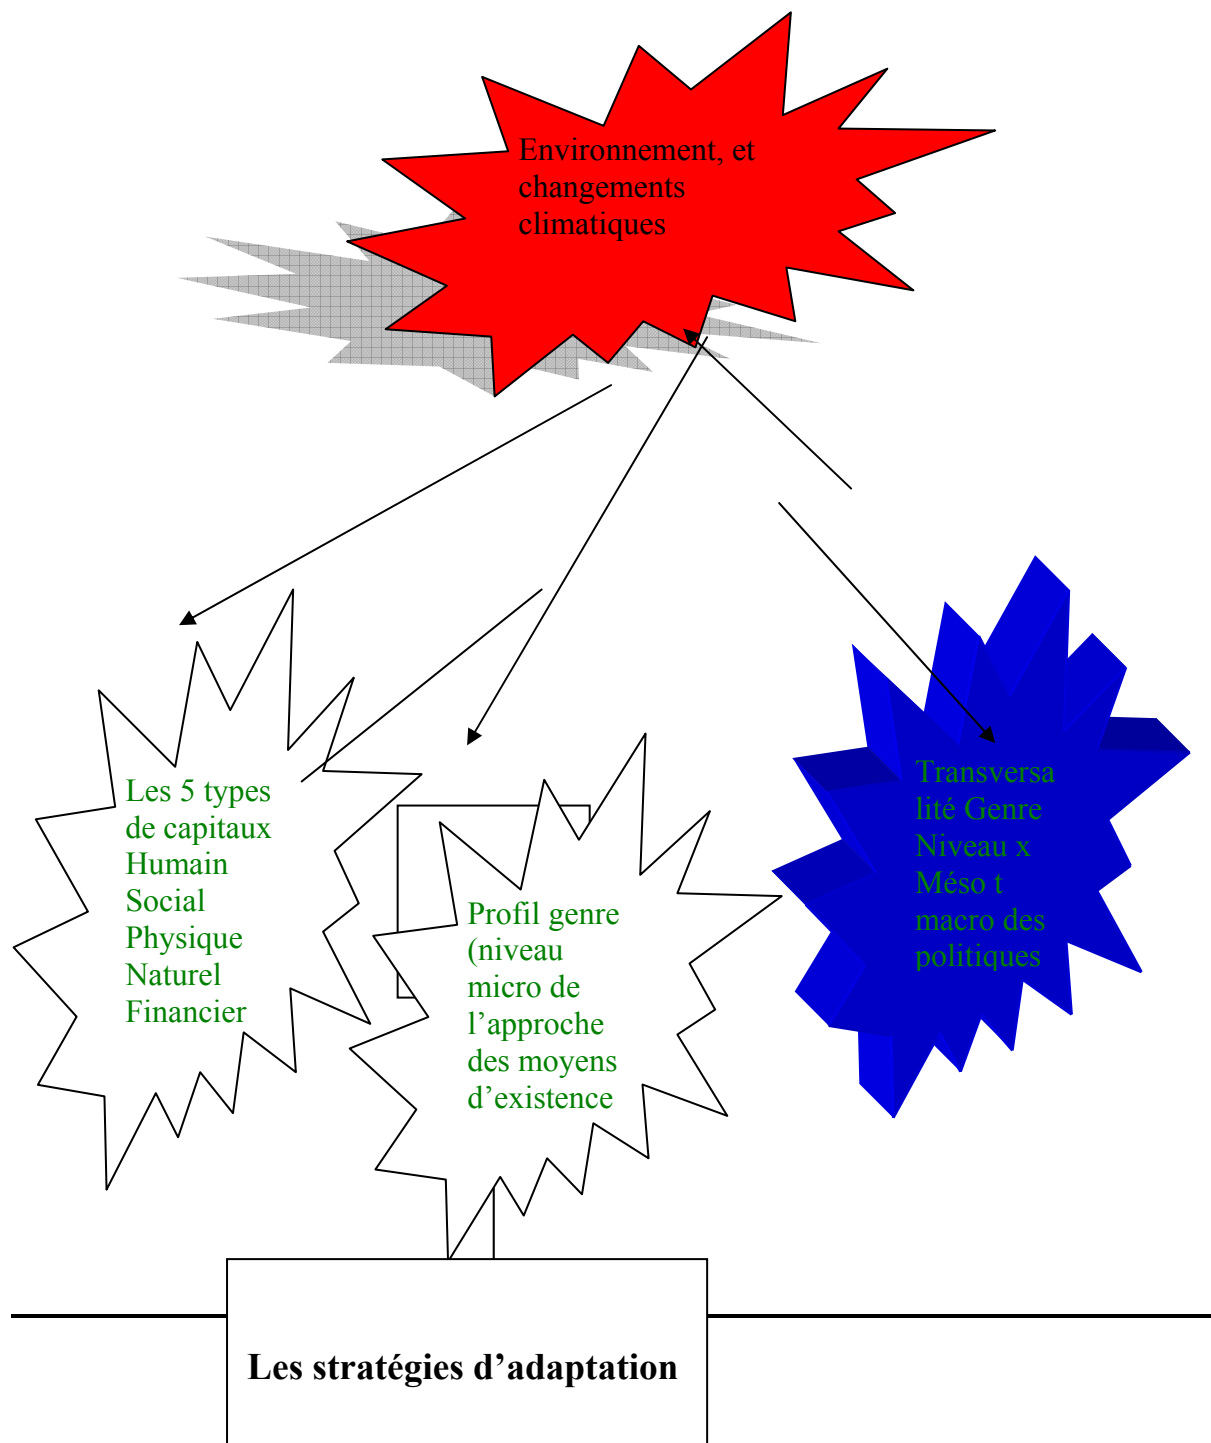 Environnement, et
changements
climatiques
Les 5 types
de capitaux
Humain
Social
Physique
Naturel
Financier
Profil genre
(niveau
micro de
l’approche
des moyens
d’existence
Transversa
lité Genre
Niveau x
Méso t
macro des
politiques
Les stratégies d’adaptation